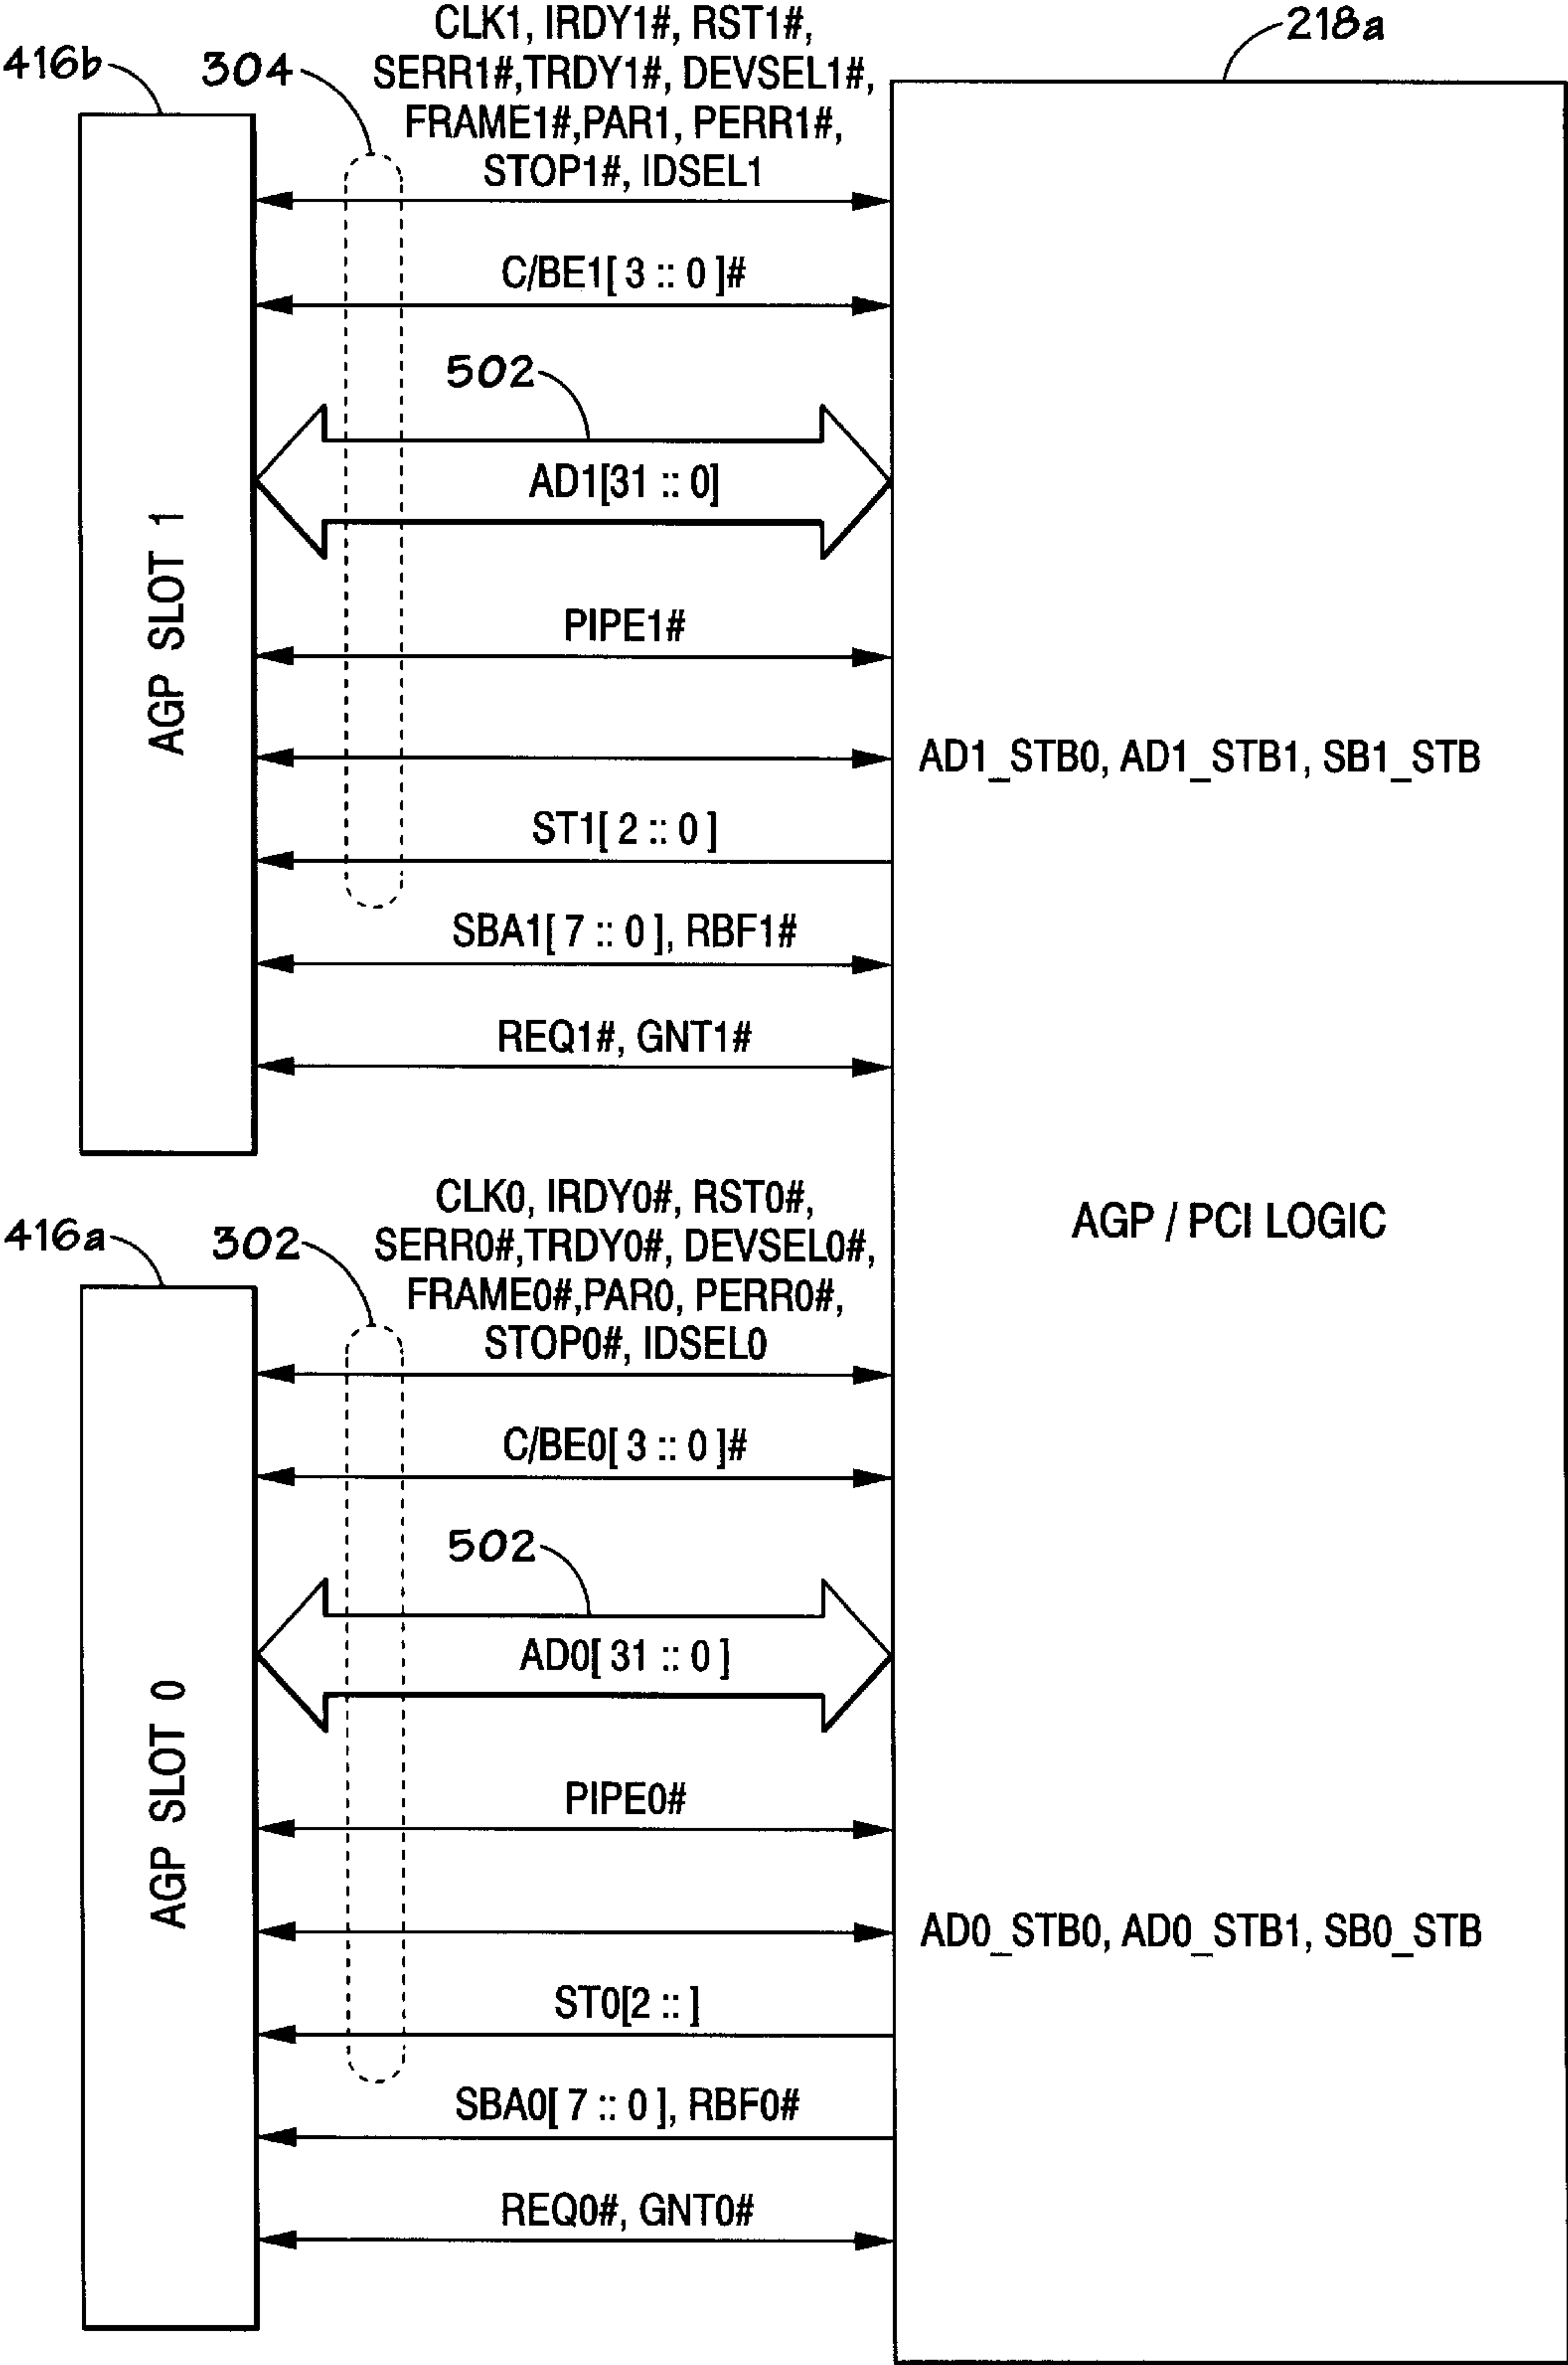 CLK1, IRDY1#, RST1#,
218a
416b
304
SERR1#,TRDY1#, DEVSEL1#,
FRAME1#,PAR1, PERR1#,
STOP1#, IDSEL1
C/BE1[ 3 :: 0 ]#
502
AD1[31 :: 0]
AGP SLOT 1
PIPE1#
AD1_STB0, AD1_STB1, SB1_STB
ST1[ 2 :: 0 ]
SBA1[ 7 :: 0 ], RBF1#
REQ1#, GNT1#
AGP / PCI LOGIC
CLK0, IRDY0#, RST0#,
416a
302
SERR0#,TRDY0#, DEVSEL0#,
FRAME0#,PAR0, PERR0#,
STOP0#, IDSEL0
C/BE0[ 3 :: 0 ]#
502
AD0[ 31 :: 0 ]
AGP SLOT 0
PIPE0#
AD0_STB0, AD0_STB1, SB0_STB
ST0[2 :: ]
SBA0[ 7 :: 0 ], RBF0#
REQ0#, GNT0#